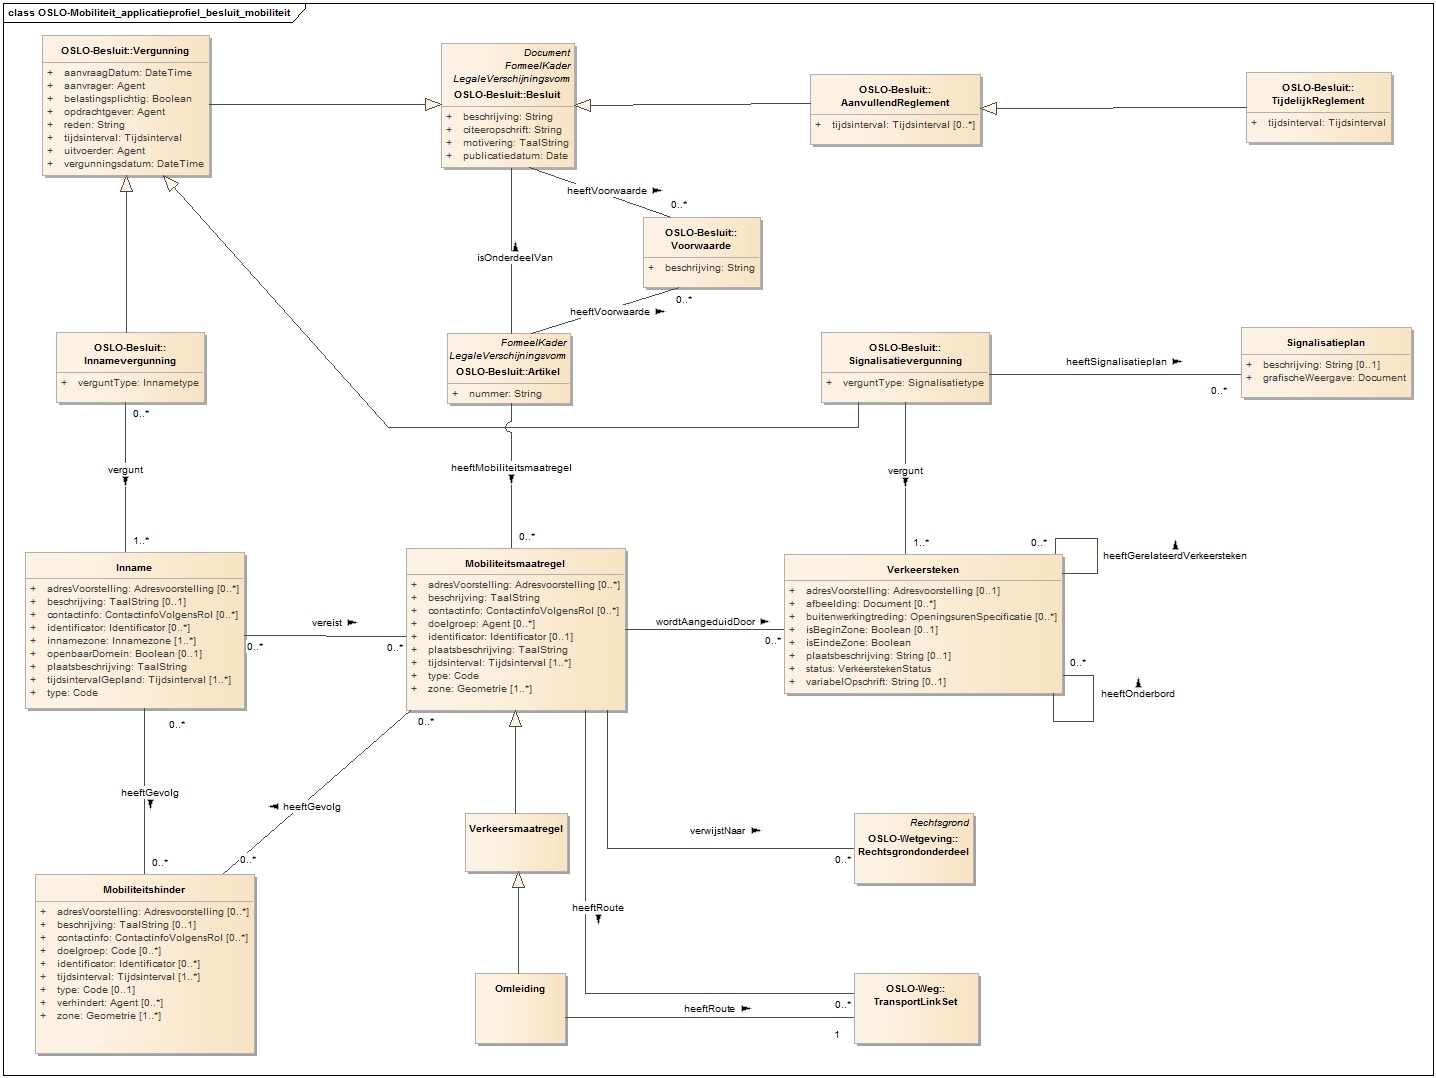 class OSLO-Mobiliteit_applicatieprofiel_besluit_mobiliteit
OSLO-Besluit::Vergunning
+ aanvraagDatum: DateTime
+ aanvrager: Agent
+ belastingsplichtig: Boolean
+ opdrachtgever: Agent
+ reden: String
+ tijdsinterval: Tijdsinterval
+ uitvoerder: Agent
+ vergunningsdatum: DateTime
Document
FormeelKader
LegaleVerschijningsvorm
OSLO-Besluit::Besluit
+ beschrijving: String
+ citeeropschrift: String
+ motivering: TaalString
+ publicatiedatum: Date
OSLO-Besluit::
AanvullendReglement
+ tijdsinterval: Tijdsinterval [0..*]
OSLO-Besluit::
TijdelijkReglement
+ tijdsinterval: Tijdsinterval
heeftVoorwaarde
0..*
OSLO-Besluit::
Voorwaarde
+ beschrijving: String
isOnderdeelVan
0..*
heeftVoorwaarde
OSLO-Besluit::
Innamevergunning
+ verguntType: Innametype
FormeelKader
LegaleVerschijningsvorm
OSLO-Besluit::Artikel
+ nummer: String
OSLO-Besluit::
Signalisatievergunning
+ verguntType: Signalisatietype
heeftSignalisatieplan
0..*
Signalisatieplan
+ beschrijving: String [0..1]
+ grafischeWeergave: Document
0..*
vergunt
1..*
heeftMobiliteitsmaatregel
0..*
vergunt
1..*
Inname
+ adresVoorstelling: Adresvoorstelling [0..*]
+ beschrijving: TaalString [0..1]
+ contactinfo: ContactinfoVolgensRol [0..*]
+ identificator: Identificator [0..*]
+ innamezone: Innamezone [1..*]
+ openbaarDomein: Boolean [0..1]
+ plaatsbeschrijving: TaalString
+ tijdsintervalGepland: Tijdsinterval [1..*]
+ type: Code
vereist
0..*
0..*
Mobiliteitsmaatregel
+ adresVoorstelling: Adresvoorstelling [0..*]
+ beschrijving: TaalString
+ contactinfo: ContactinfoVolgensRol [0..*]
+ doelgroep: Agent [0..*]
+ identificator: Identificator [0..1]
+ plaatsbeschrijving: TaalString
+ tijdsinterval: Tijdsinterval [1..*]
+ type: Code
+ zone: Geometrie [1..*]
wordtAangeduidDoor
0..*
Verkeersteken
+ adresVoorstelling: Adresvoorstelling [0..1]
+ afbeelding: Document [0..*]
+ buitenwerkingtreding: OpeningsurenSpecificatie [0..*]
+ isBeginZone: Boolean [0..1]
+ isEindeZone: Boolean
+ plaatsbeschrijving: String [0..1]
+ status: VerkeerstekenStatus
+ variabelOpschrift: String [0..1]
0..*
heeftGerelateerdVerkeersteken
0..*
heeftOnderbord
0..*
heeftGevolg
0..*
0..*
heeftGevolg
0..*
Mobiliteitshinder
+ adresVoorstelling: Adresvoorstelling [0..*]
+ beschrijving: TaalString [0..1]
+ contactinfo: ContactinfoVolgensRol [0..*]
+ doelgroep: Code [0..*]
+ identificator: Identificator [0..*]
+ tijdsinterval: Tijdsinterval [1..*]
+ type: Code [0..1]
+ verhindert: Agent [0..*]
+ zone: Geometrie [1..*]
Verkeersmaatregel
verwijstNaar
0..*
Rechtsgrond
OSLO-Wetgeving::
Rechtsgrondonderdeel
heeftRoute
0..*
Omleiding
heeftRoute
1
OSLO-Weg::
TransportLinkSet